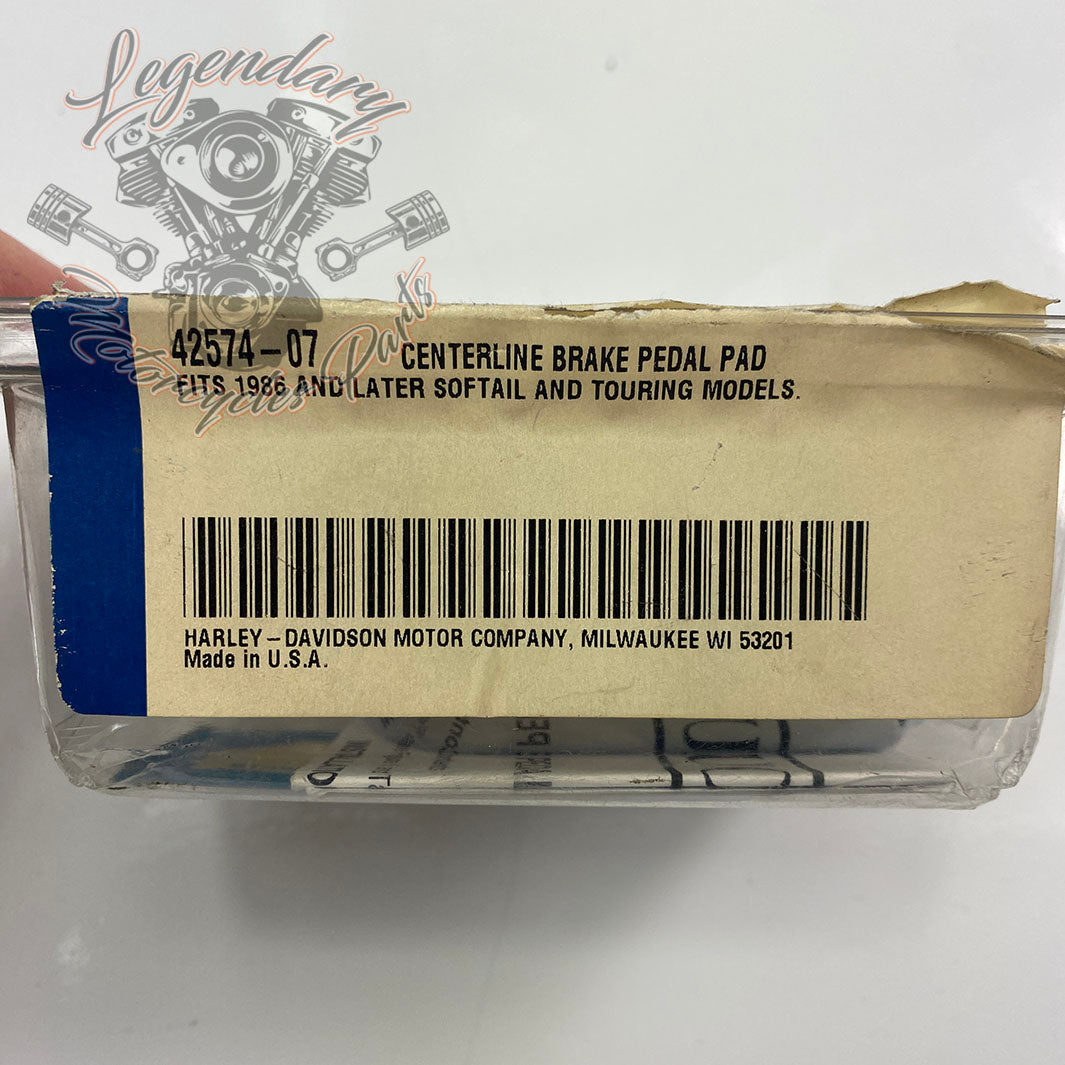 Legendary
Motorcycles Parts
42574-07 CENTERLINE BRAKE PEDAL PAD
FITS 1986 AND LATER SOFTAIL AND TOURING MODELS.
HARLEY-DAVIDSON MOTOR COMPANY, MILWAUKEE WI 53201
Made in U.S.A.